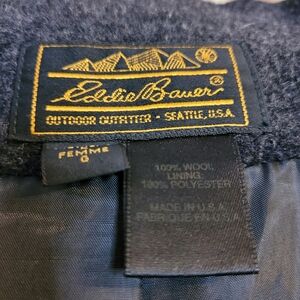 Eddie Bauer
OUTDOOR OUTFITTER - SEATTLE, U.S.A.
FEMME
G
100% WOOL
LINING:
100% POLYESTER
MADE IN U.S.A.
FABRIQUE EN U.S.A.